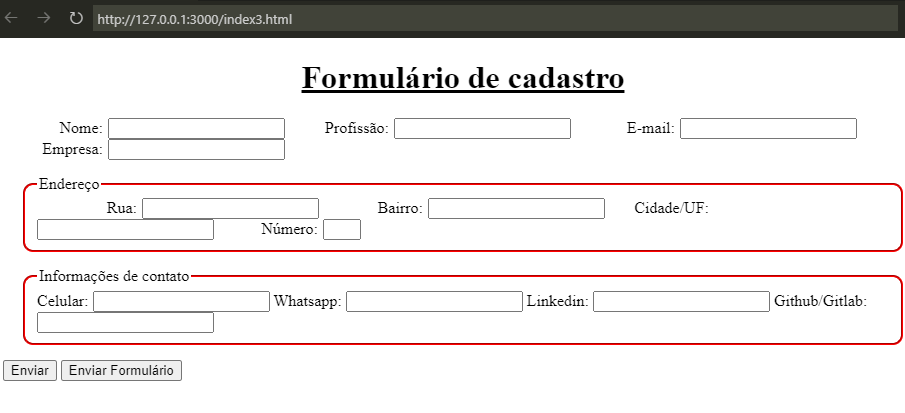 http://127.0.0.1:3000/index3.html
Formulário de cadastro
Nome: Profissão: E-mail:
Empresa:
Endereço
Rua: Bairro: Cidade/UF:
Número:
Informações de contato
Celular: Whatsapp: Linkedin: Github/Gitlab:
Enviar Enviar Formulário